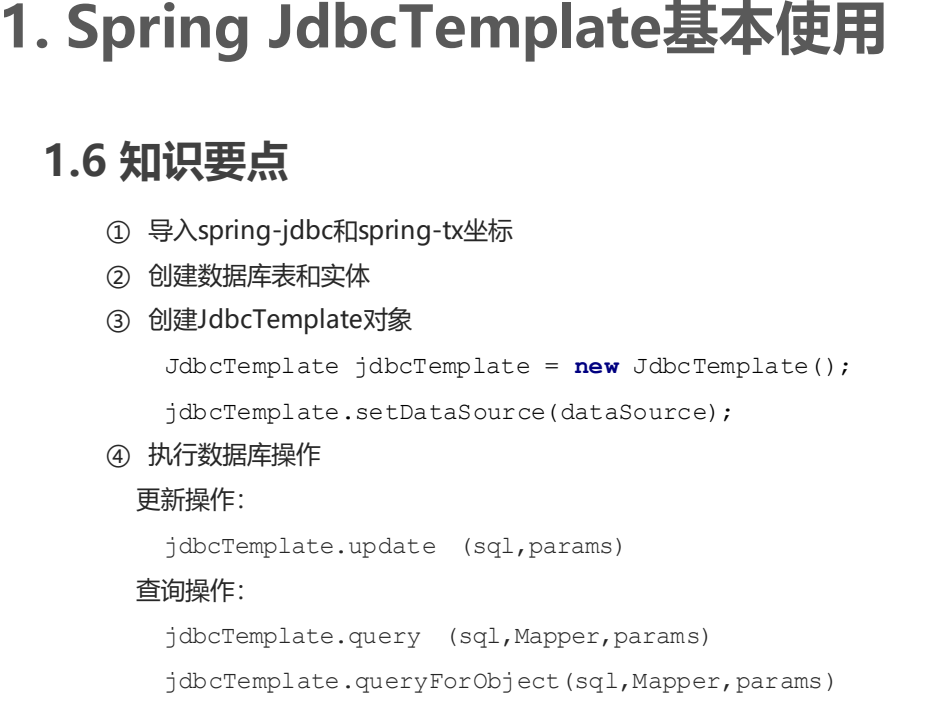 1. Spring JdbcTemplate基本使用
1.6 知识要点
① 导入spring-jdbc和spring-tx坐标
② 创建数据库表和实体
③ 创建JdbcTemplate对象
JdbcTemplate jdbcTemplate = new JdbcTemplate();
jdbcTemplate.setDataSource(dataSource);
④ 执行数据库操作
更新操作：
jdbcTemplate.update (sql,params)
查询操作：
jdbcTemplate.query (sql,Mapper,params)
jdbcTemplate.queryForObject(sql,Mapper,params)